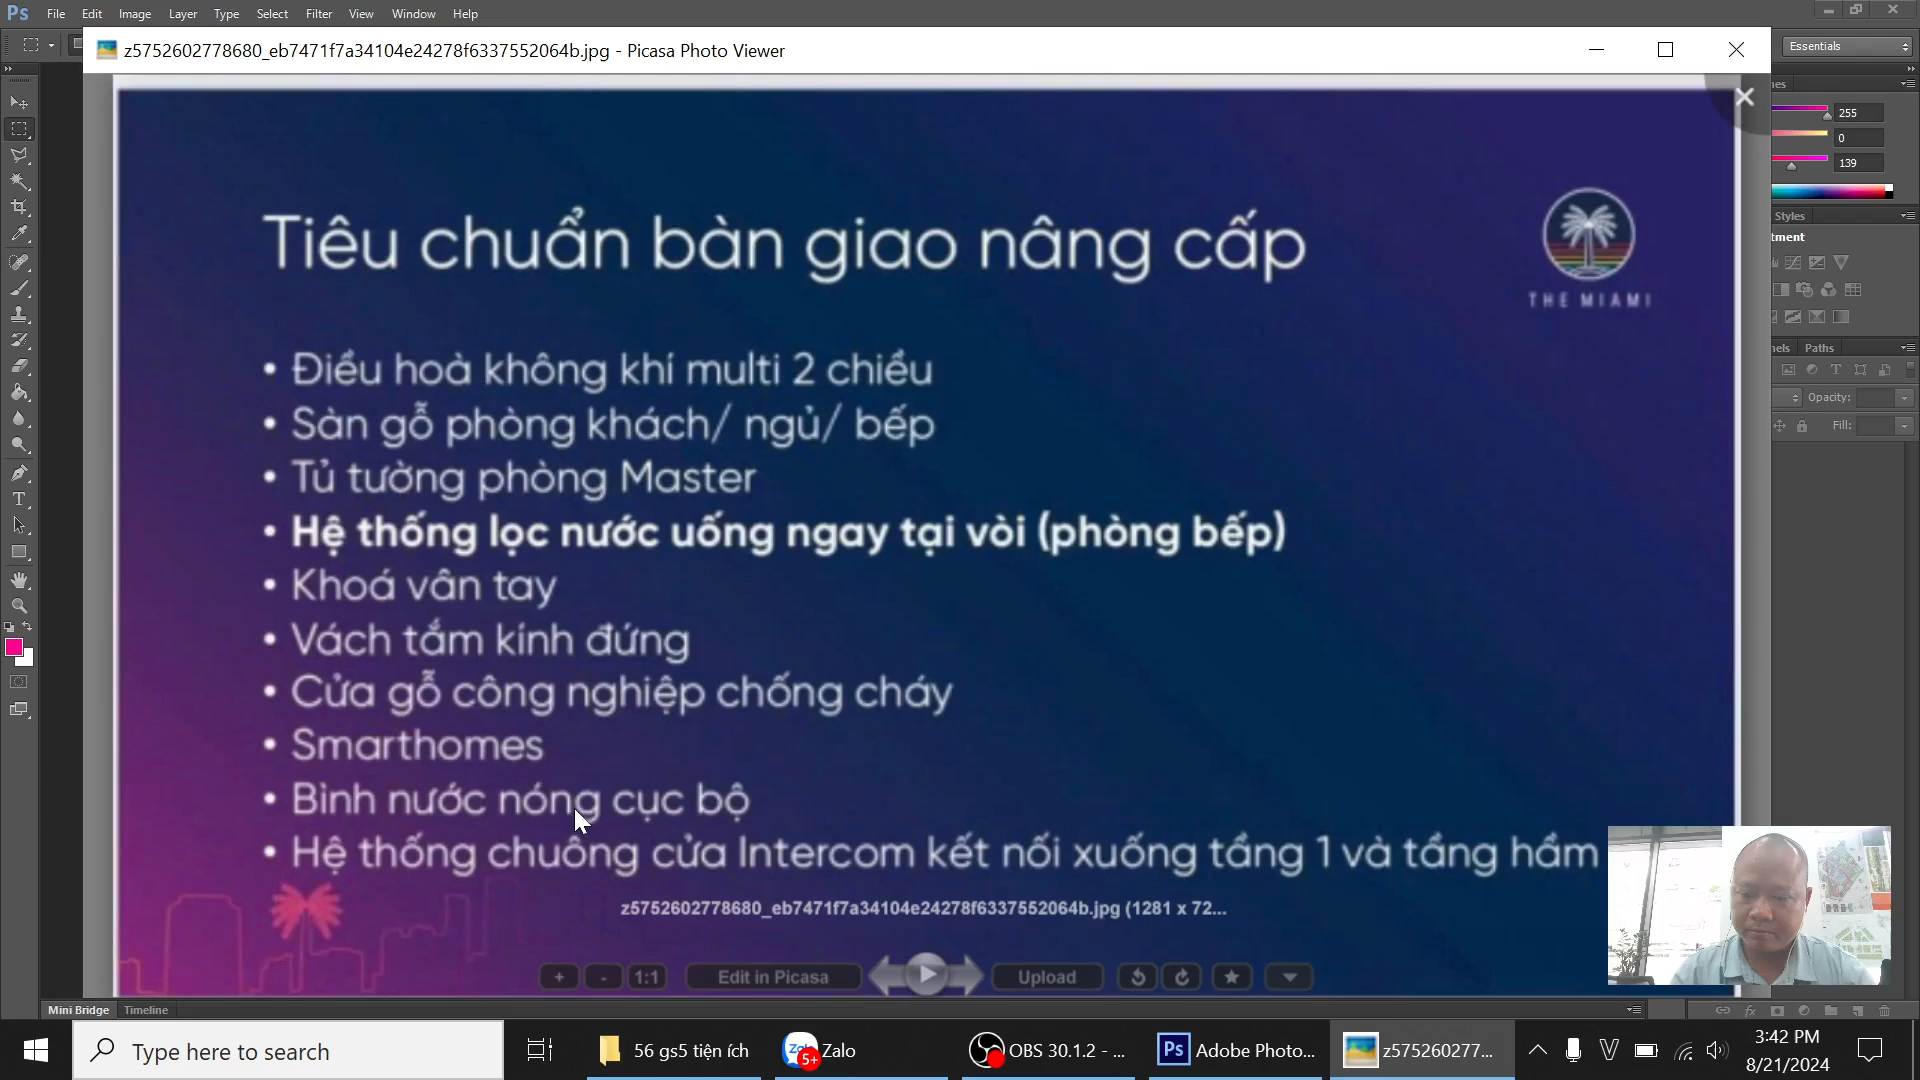 Ps File Edit Image Layer Type Select Filter View Window Help
z5752602778680_eb7471f7a34104e24278f6337552064b.jpg - Picasa Photo Viewer
Essentials
255
0
139
Styles
Paths
Opacity:
Fill:
Tiêu chuẩn bàn giao nâng cấp
THE MIAMI
• Điều hoà không khí multi 2 chiều
• Sàn gỗ phòng khách/ ngủ/ bếp
• Tủ tường phòng Master
• Hệ thống lọc nước uống ngay tại vòi (phòng bếp)
• Khoá vân tay
• Vách tắm kính đứng
• Cửa gỗ công nghiệp chống cháy
• Smarthomes
• Bình nước nóng cục bộ
• Hệ thống chuông cửa Intercom kết nối xuống tầng 1 và tầng hầm
z5752602778680_eb7471f7a34104e24278f6337552064b.jpg (1281 x 72...
+ - 1:1 Edit in Picasa Upload
Mini Bridge Timeline
Type here to search
56 gs5 tiện ích
5+ Zalo
OBS 30.1.2 - ...
Ps Adobe Photo...
z575260277...
3:42 PM
8/21/2024